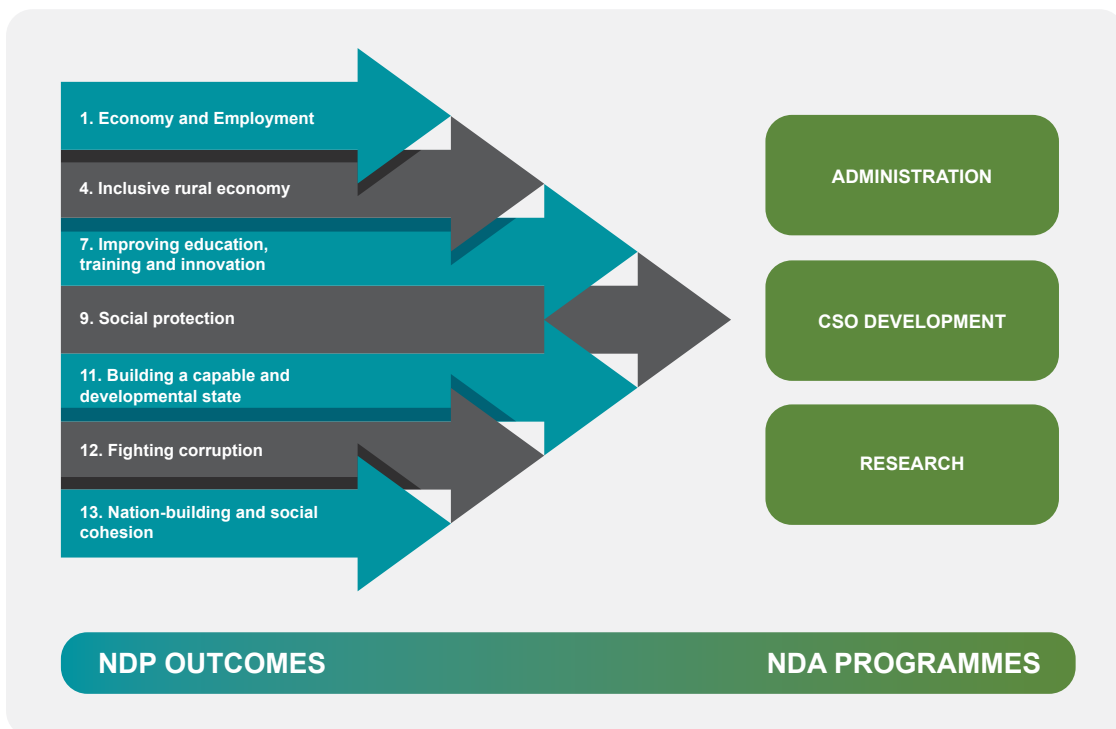 1. Economy and Employment
4. Inclusive rural economy
7. Improving education,
training and innovation
9. Social protection
11. Building a capable and
developmental state
12. Fighting corruption
13. Nation-building and social
cohesion
ADMINISTRATION
CSO DEVELOPMENT
RESEARCH
NDP OUTCOMES
NDA PROGRAMMES